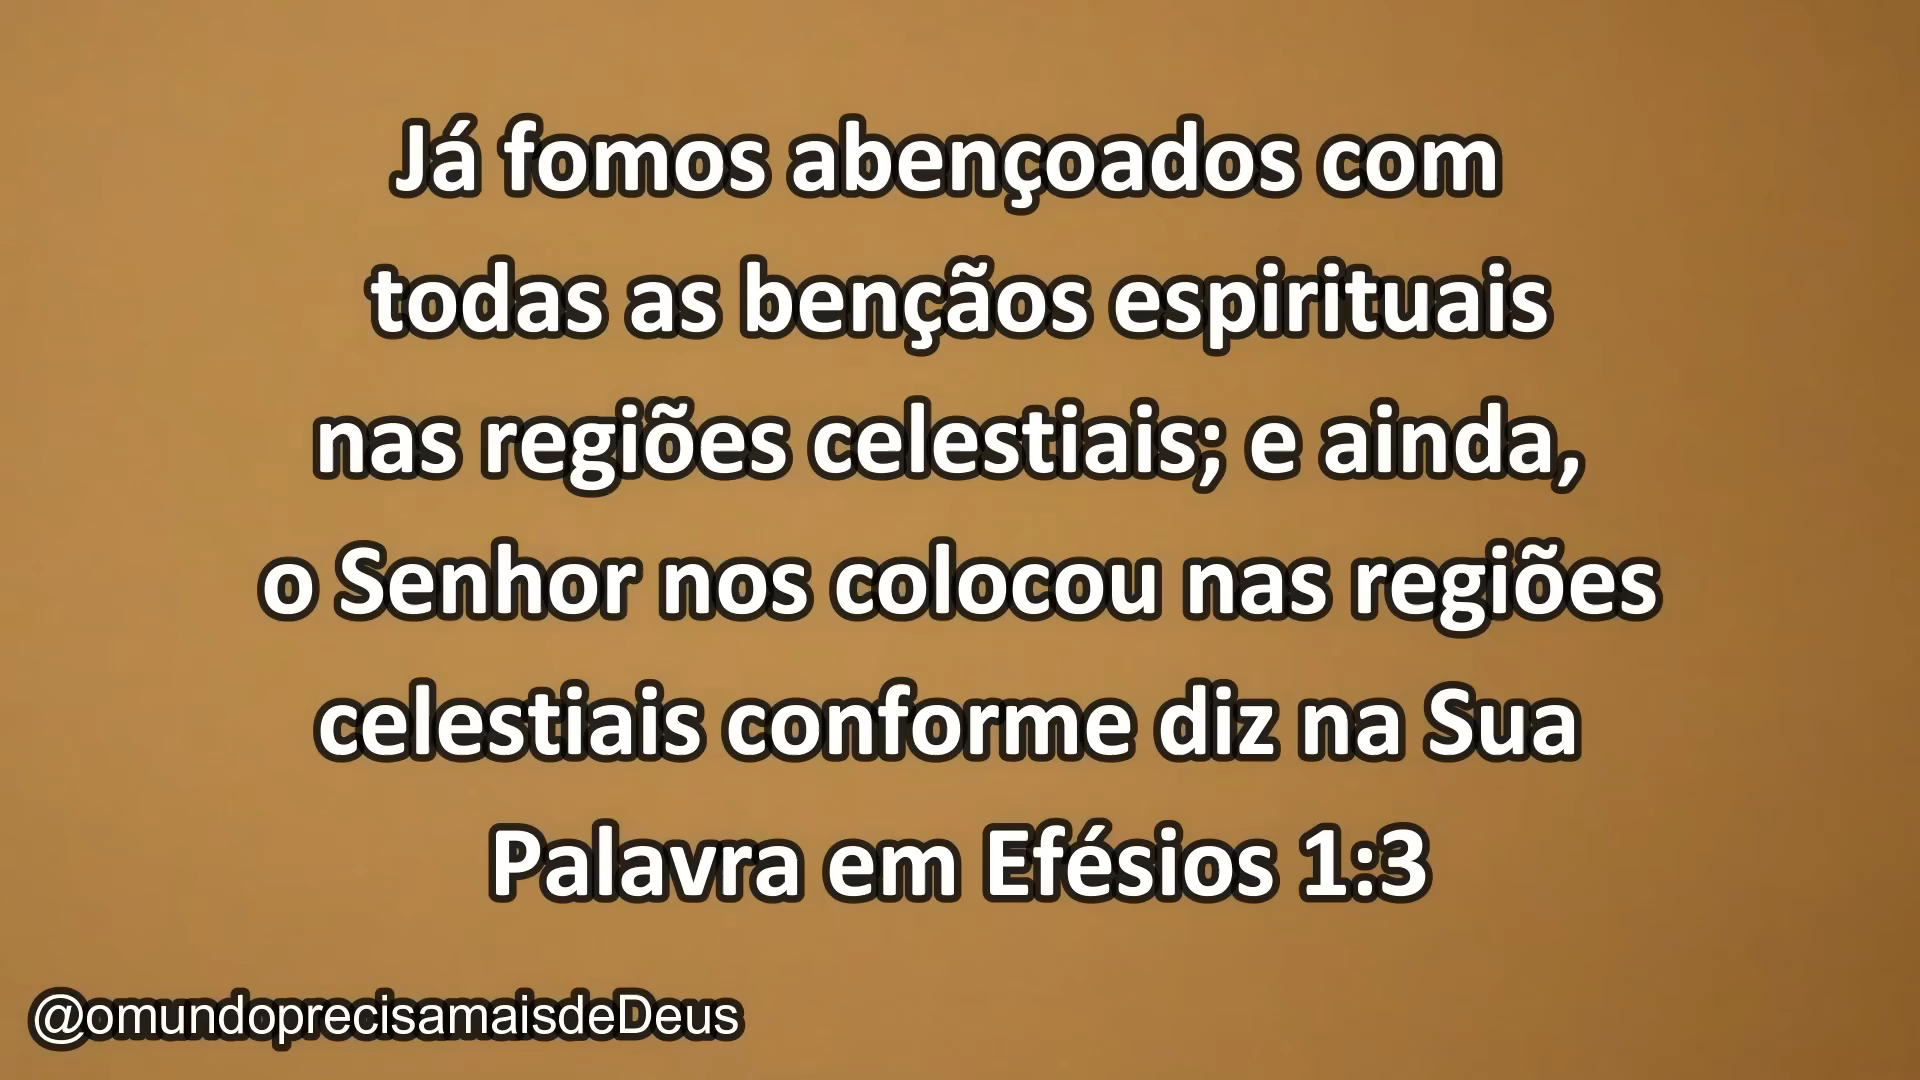 Já fomos abençoados com
todas as bençãos espirituais
nas regiões celestiais; e ainda,
o Senhor nos colocou nas regiões
celestiais conforme diz na Sua
Palavra em Efésios 1:3
@omundoprecisamaisdeDeus